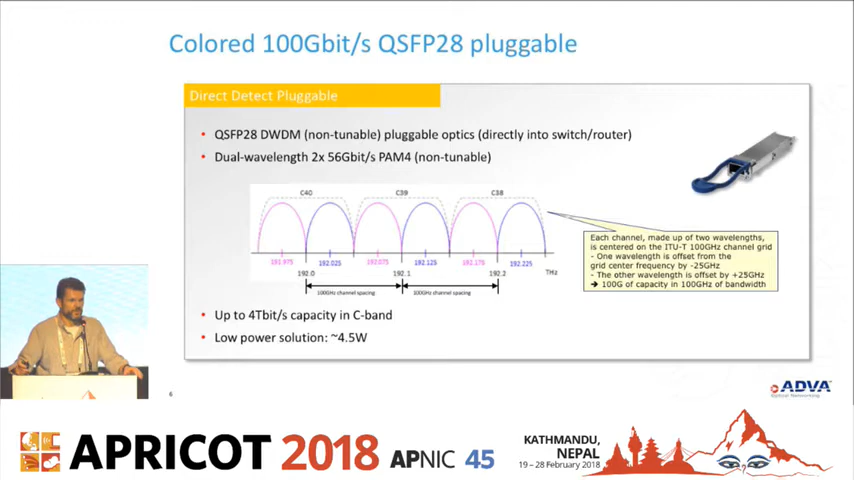 Colored 100Gbit/s QSFP28 pluggable
Direct Detect Pluggable
• QSFP28 DWDM (non-tunable) pluggable optics (directly into switch/router)
• Dual-wavelength 2x 56Gbit/s PAM4 (non-tunable)
C40 C39 C38
191.975 192.025 192.075 192.125 192.175 192.225
THz
192.0 192.1 192.2
100GHz channel spacing 100GHz channel spacing
Each channel, made up of two wavelengths,
is centered on the ITU-T 100GHz channel grid
- One wavelength is offset from the
grid center frequency by -25GHz
- The other wavelength is offset by +25GHz
➔ 100G of capacity in 100GHz of bandwidth
• Up to 4Tbit/s capacity in C-band
• Low power solution: ~4.5W
6
ADVA
Optical Networking
APRICOT 2018 APNIC 45
KATHMANDU,
NEPAL
19 – 28 February 2018